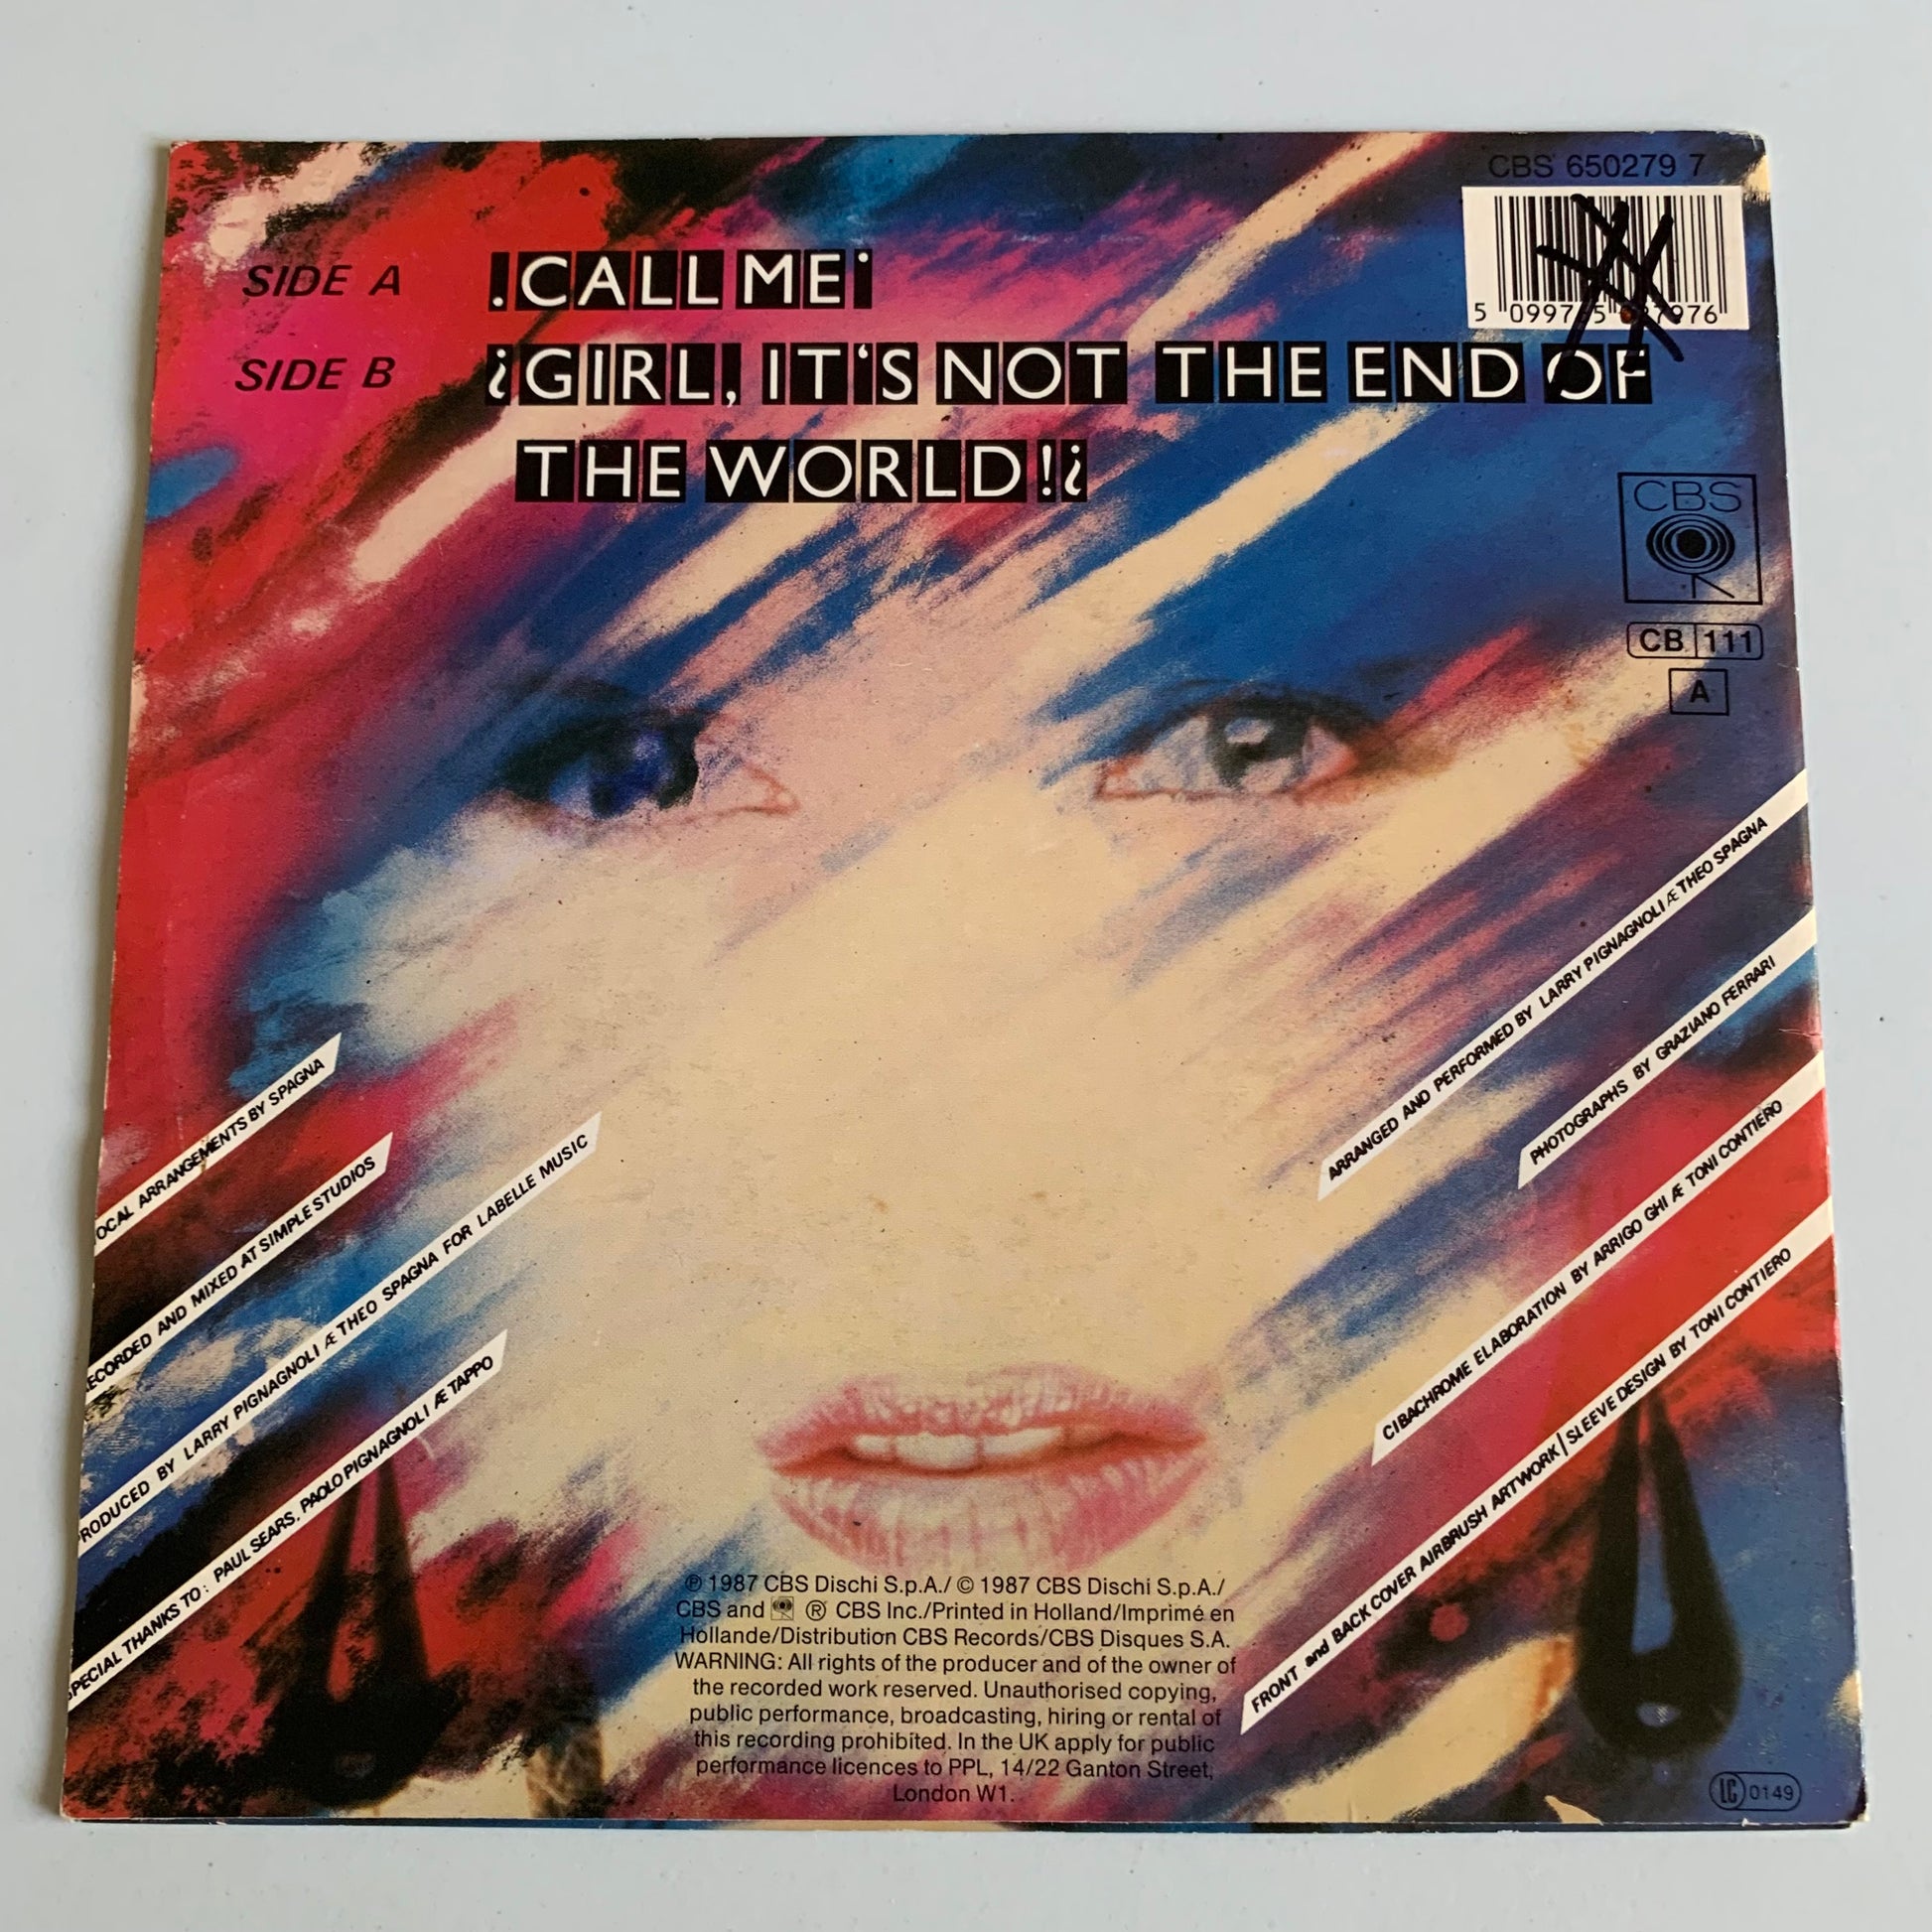 CBS 650279 7
SIDE A .CALL ME˙
SIDE B ¿GIRL, IT'S NOT THE END OF
THE WORLD!¿
CBS
CB 111
A
OCAL ARRANGEMENTS BY SPAGNA
ECORDED AND MIXED AT SIMPLE STUDIOS
RODUCED BY LARRY PIGNAGNOLI Æ THEO SPAGNA FOR LABELLE MUSIC
SPECIAL THANKS TO: PAUL SEARS, PAOLO PIGNAGNOLI Æ TAPPO
ARRANGED AND PERFORMED BY LARRY PIGNAGNOLI Æ THEO SPAGNA
PHOTOGRAPHS BY GRAZIANO FERRARI
CIBACHROME ELABORATION BY ARRIGO GHI Æ TONI CONTIERO
FRONT and BACK COVER AIRBRUSH ARTWORK/SLEEVE DESIGN BY TONI CONTIERO
℗ 1987 CBS Dischi S.p.A./ © 1987 CBS Dischi S.p.A./
CBS and ® CBS Inc./Printed in Holland/Imprimé en
Hollande/Distribution CBS Records/CBS Disques S.A.
WARNING: All rights of the producer and of the owner of
the recorded work reserved. Unauthorised copying,
public performance, broadcasting, hiring or rental of
this recording prohibited. In the UK apply for public
performance licences to PPL, 14/22 Ganton Street,
London W1.
LC 0149